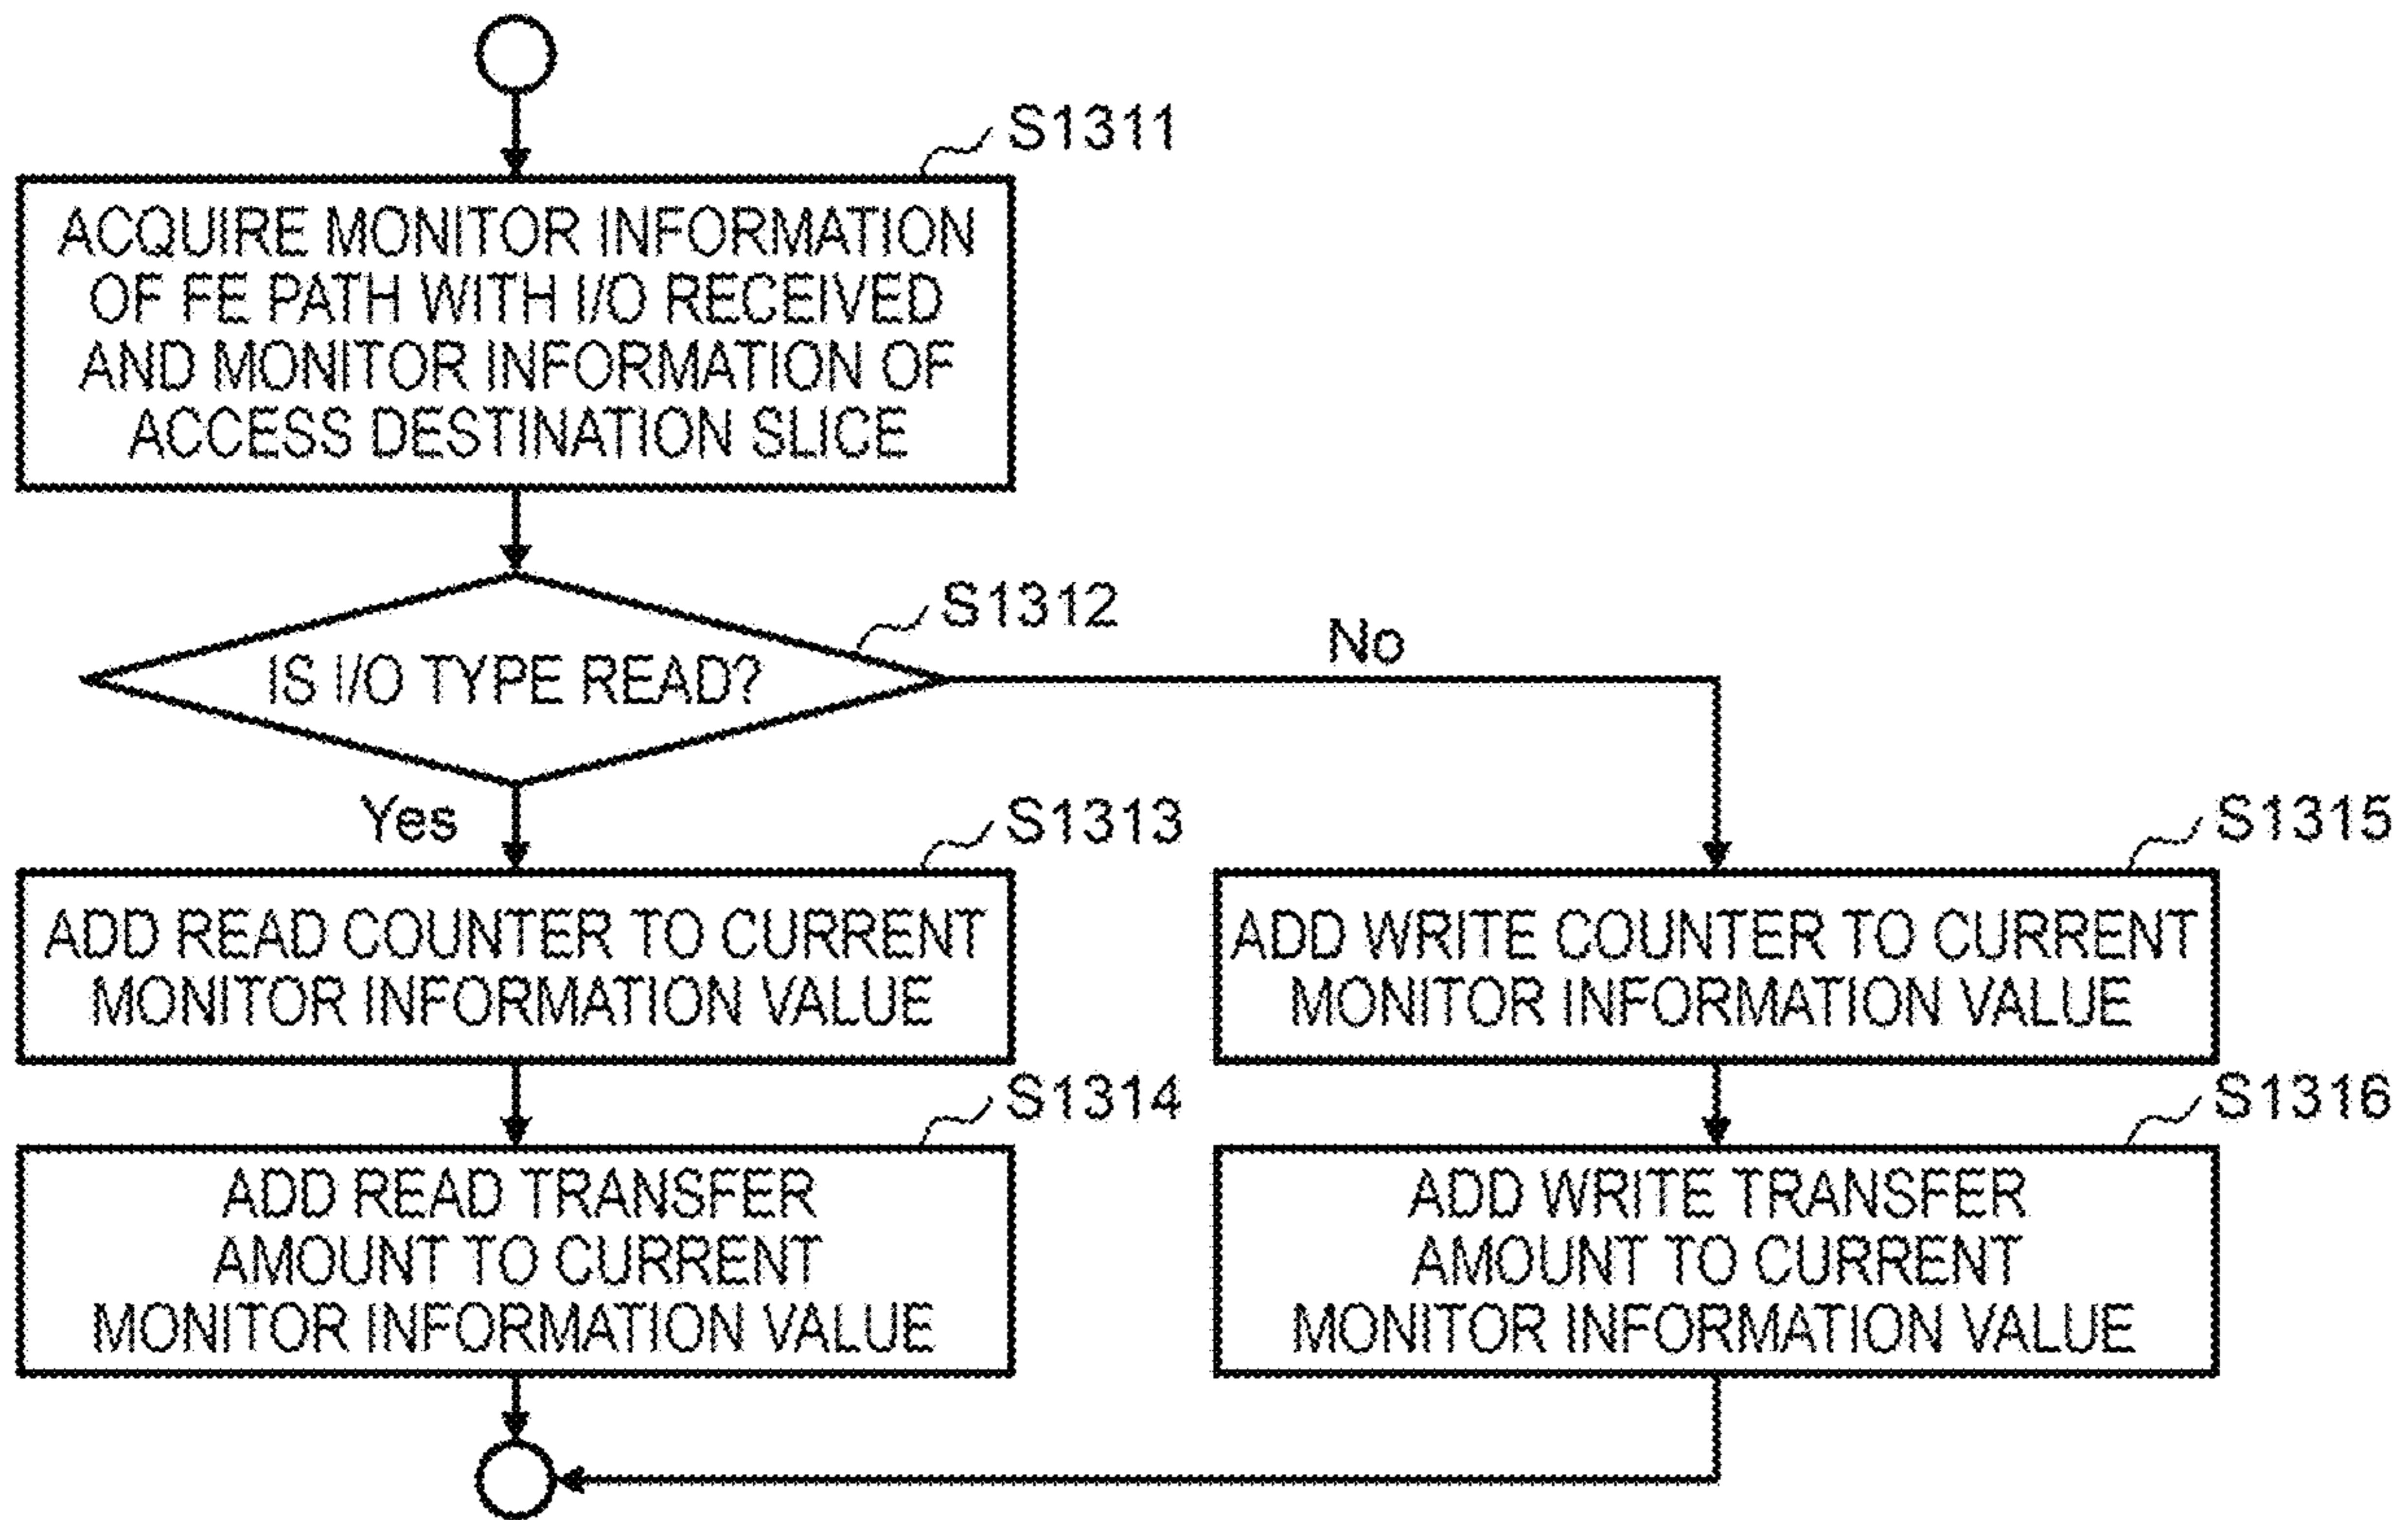 S1311
ACQUIRE MONITOR INFORMATION
OF FE PATH WITH I/O RECEIVED
AND MONITOR INFORMATION OF
ACCESS DESTINATION SLICE
S1312
IS I/O TYPE READ?
No
Yes
S1313
ADD READ COUNTER TO CURRENT
MONITOR INFORMATION VALUE
S1315
ADD WRITE COUNTER TO CURRENT
MONITOR INFORMATION VALUE
S1314
ADD READ TRANSFER
AMOUNT TO CURRENT
MONITOR INFORMATION VALUE
S1316
ADD WRITE TRANSFER
AMOUNT TO CURRENT
MONITOR INFORMATION VALUE